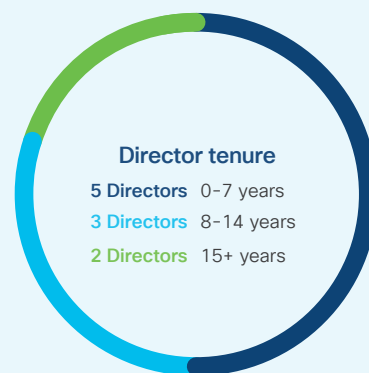 Director tenure
5 Directors 0-7 years
3 Directors 8-14 years
2 Directors 15+ years